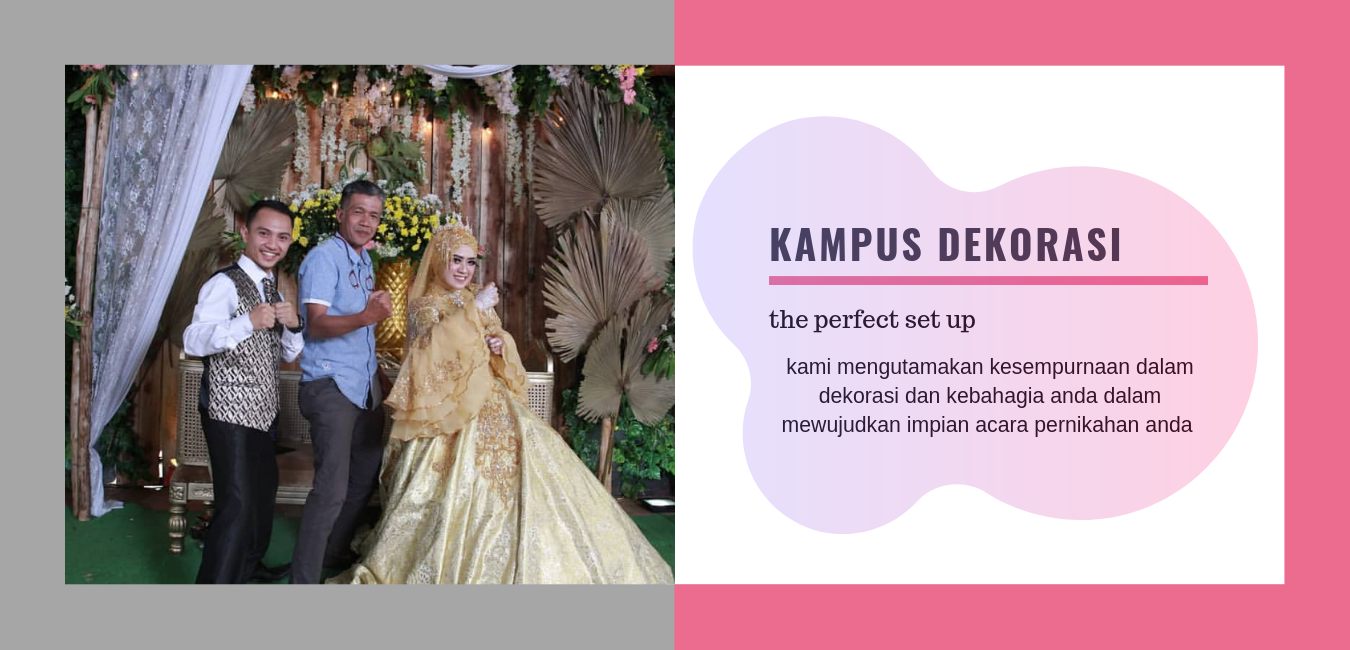 KAMPUS DEKORASI
the perfect set up
kami mengutamakan kesempurnaan dalam
dekorasi dan kebahagia anda dalam
mewujudkan impian acara pernikahan anda